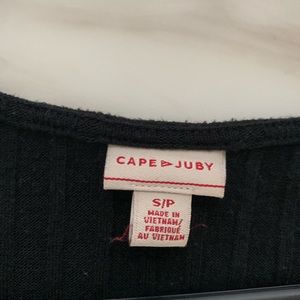 CAPE JUBY
S/P
MADE IN
VIETNAM/
FABRIQUÉ
AU VIETNAM